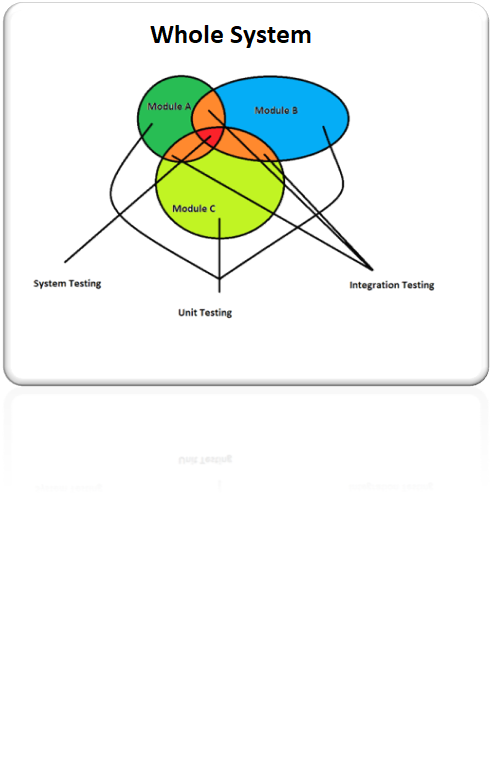 Whole System
Module A
Module B
Module C
System Testing
Integration Testing
Unit Testing